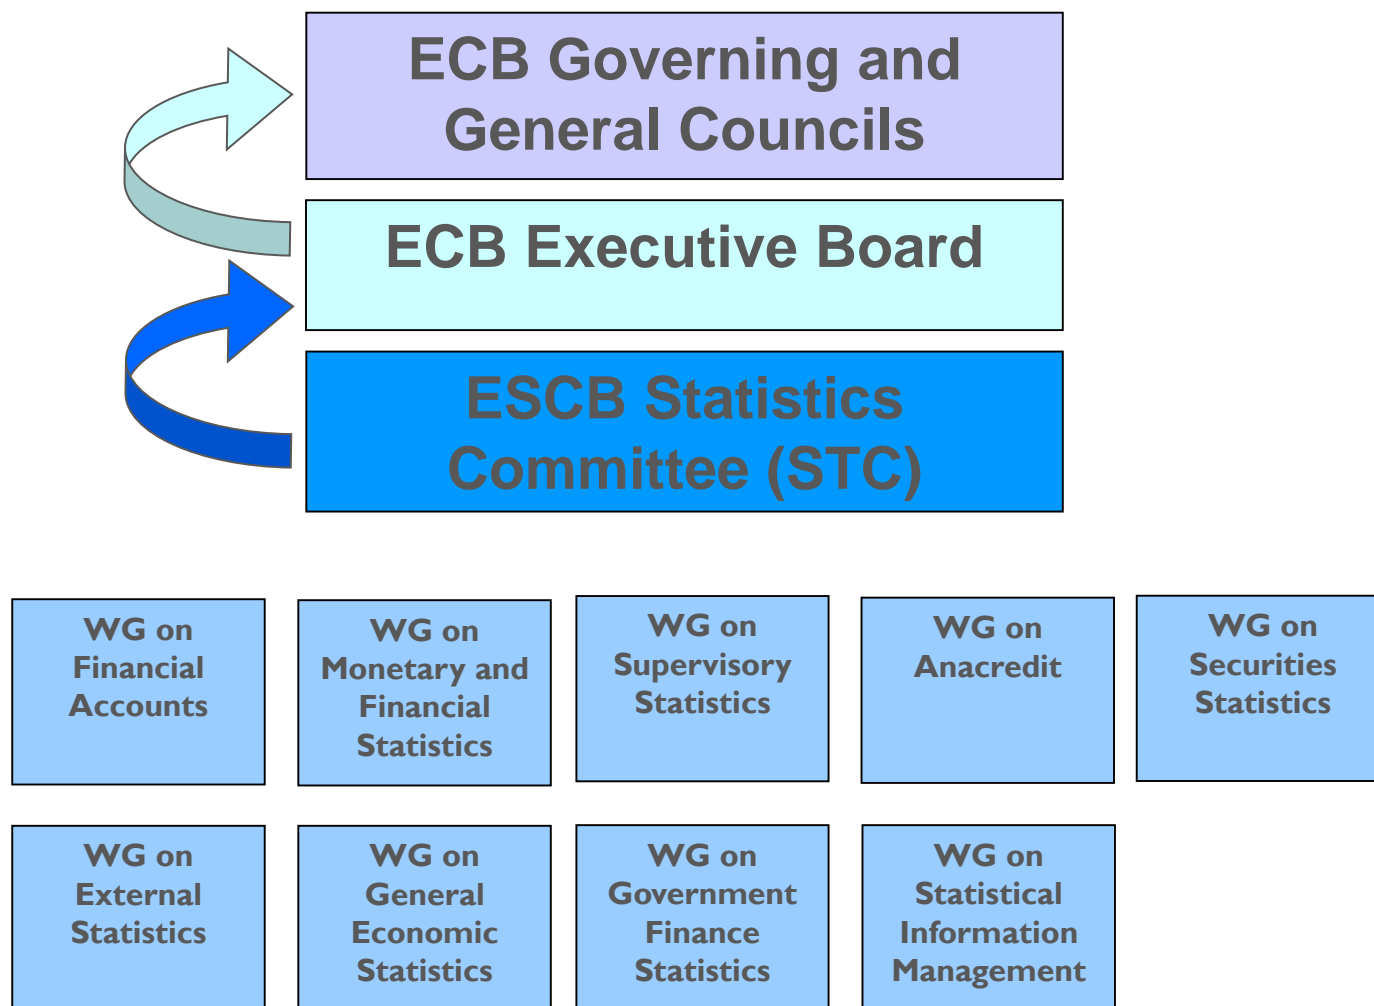 ECB Governing and
General Councils
ECB Executive Board
ESCB Statistics
Committee (STC)
WG on
Financial
Accounts
WG on
Monetary and
Financial
Statistics
WG on
Supervisory
Statistics
WG on
Anacredit
WG on
Securities
Statistics
WG on
External
Statistics
WG on
General
Economic
Statistics
WG on
Government
Finance
Statistics
WG on
Statistical
Information
Management